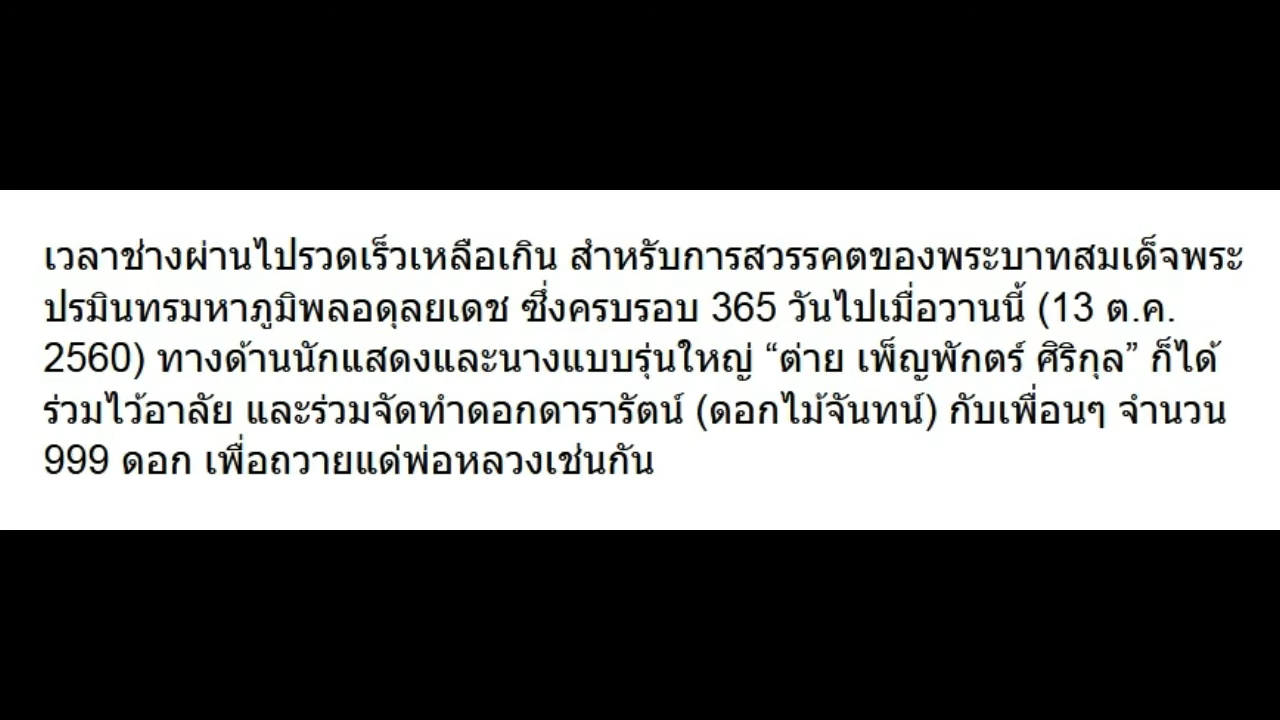 เวลาช่างผ่านไปรวดเร็วเหลือเกิน สำหรับการสวรรคตของพระบาทสมเด็จพระ
ปรมินทรมหาภูมิพลอดุลยเดช ซึ่งครบรอบ 365 วันไปเมื่อวานนี้ (13 ต.ค.
2560) ทางด้านนักแสดงและนางแบบรุ่นใหญ่ “ต่าย เพ็ญพักตร์ ศิริกุล” ก็ได้
ร่วมไว้อาลัย และร่วมจัดทำดอกดารารัตน์ (ดอกไม้จันทน์) กับเพื่อนๆ จำนวน
999 ดอก เพื่อถวายแด่พ่อหลวงเช่นกัน